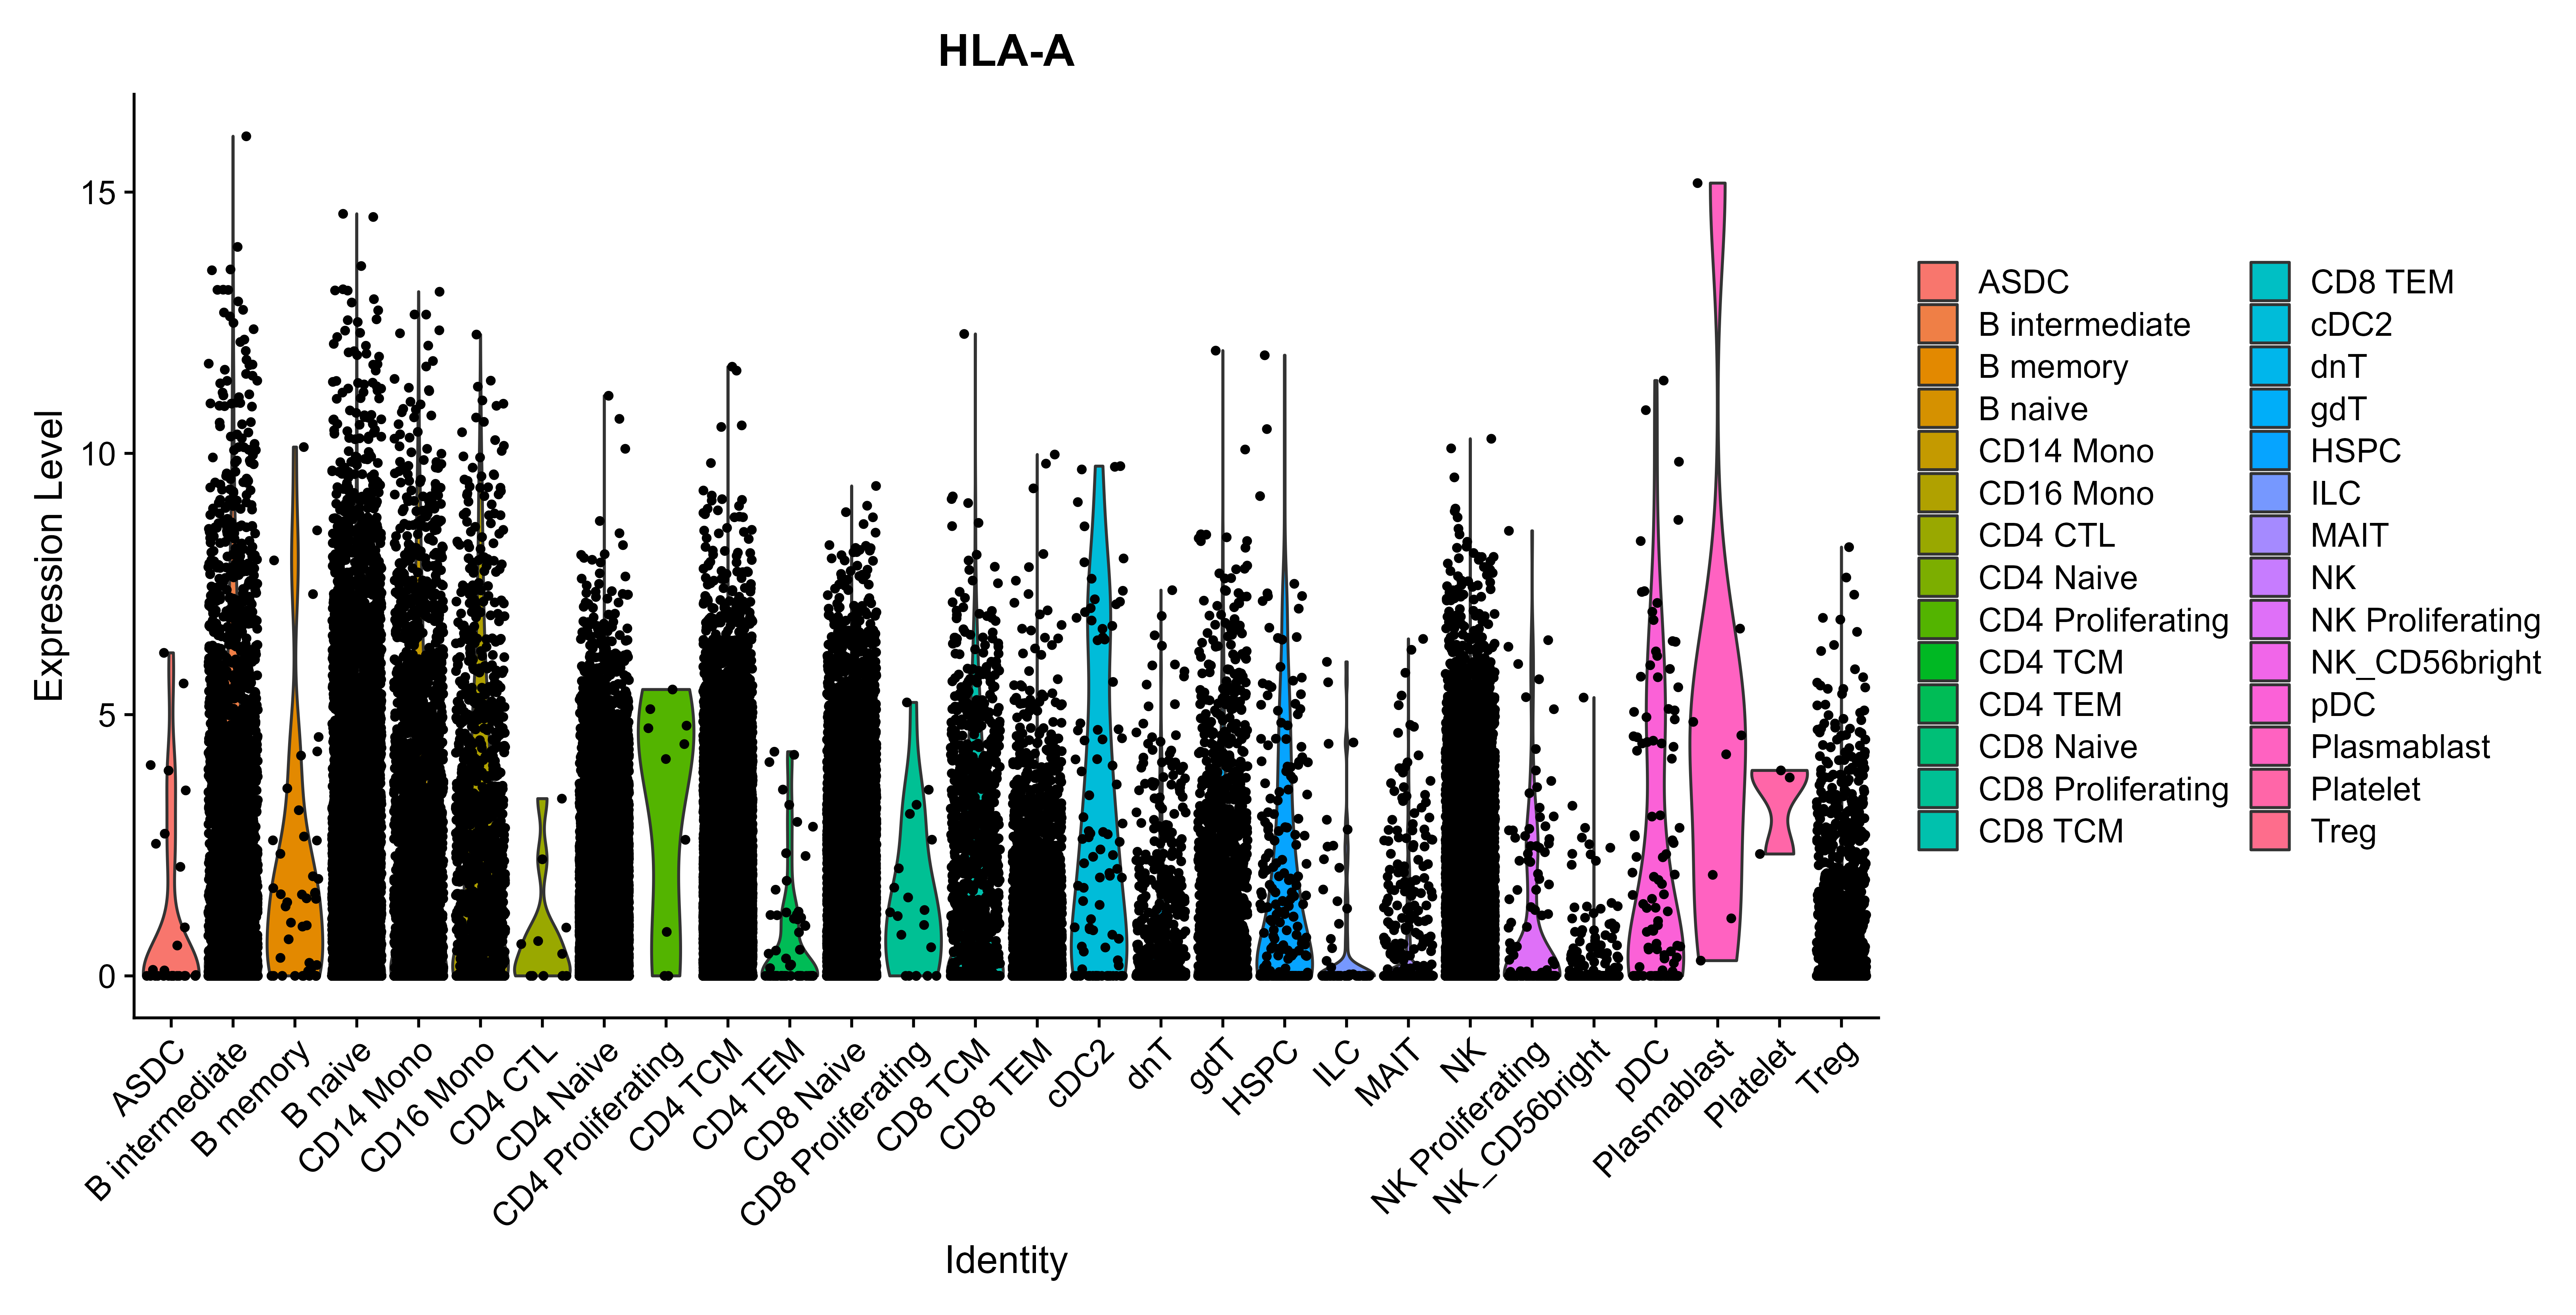 HLA-A
Expression Level
15
10
5
0
ASDC
B intermediate
B memory
B naive
CD14 Mono
CD16 Mono
CD4 CTL
CD4 Naive
CD4 Proliferating
CD4 TCM
CD4 TEM
CD8 Naive
CD8 Proliferating
CD8 TCM
CD8 TEM
cDC2
dnT
gdT
HSPC
ILC
MAIT
NK
NK Proliferating
NK_CD56bright
pDC
Plasmablast
Platelet
Treg
Identity
ASDC
B intermediate
B memory
B naive
CD14 Mono
CD16 Mono
CD4 CTL
CD4 Naive
CD4 Proliferating
CD4 TCM
CD4 TEM
CD8 Naive
CD8 Proliferating
CD8 TCM
CD8 TEM
cDC2
dnT
gdT
HSPC
ILC
MAIT
NK
NK Proliferating
NK_CD56bright
pDC
Plasmablast
Platelet
Treg